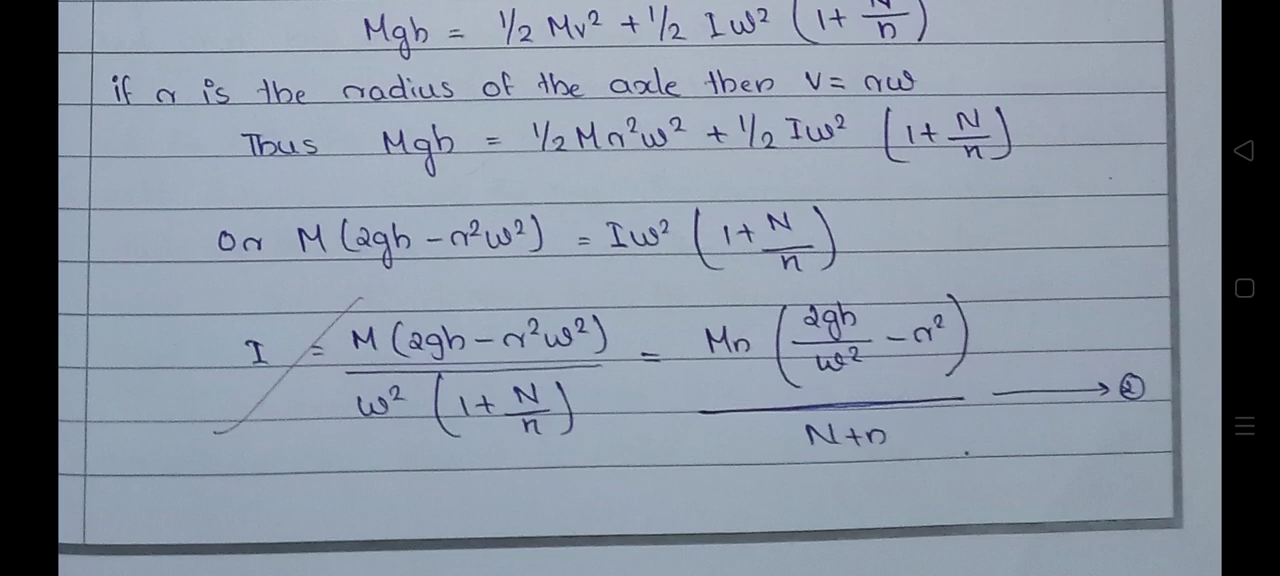 Mgh = 1/2 Mv² + 1/2 Iω² (1 + N/n)
if r is the radius of the axle then v = rω
Thus Mgh = 1/2 Mr²ω² + 1/2 Iω² (1 + N/n)
Or M (2gh − r²ω²) = Iω² (1 + N/n)
I = M (2gh − r²ω²) / ω² (1 + N/n) = Mn (2gh/ω² − r²) / N+n → ②